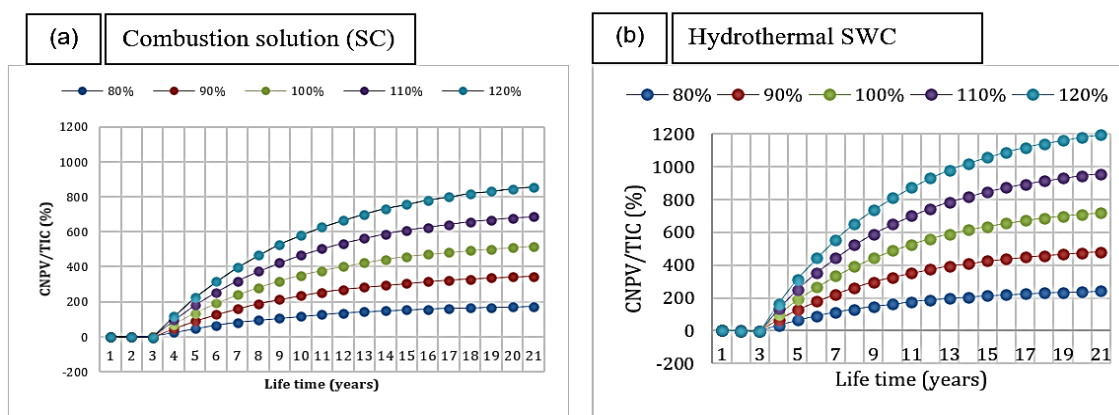 (a) Combustion solution (SC)
80% 90% 100% 110% 120%
1200
1000
800
600
400
200
0
-200
CNPV/TIC (%)
1 2 3 4 5 6 7 8 9 10 11 12 13 14 15 16 17 18 19 20 21
Life time (years)
(b) Hydrothermal SWC
80% 90% 100% 110% 120%
1200
1000
800
600
400
200
0
-200
CNPV/TIC (%)
1 3 5 7 9 11 13 15 17 19 21
Life time (years)